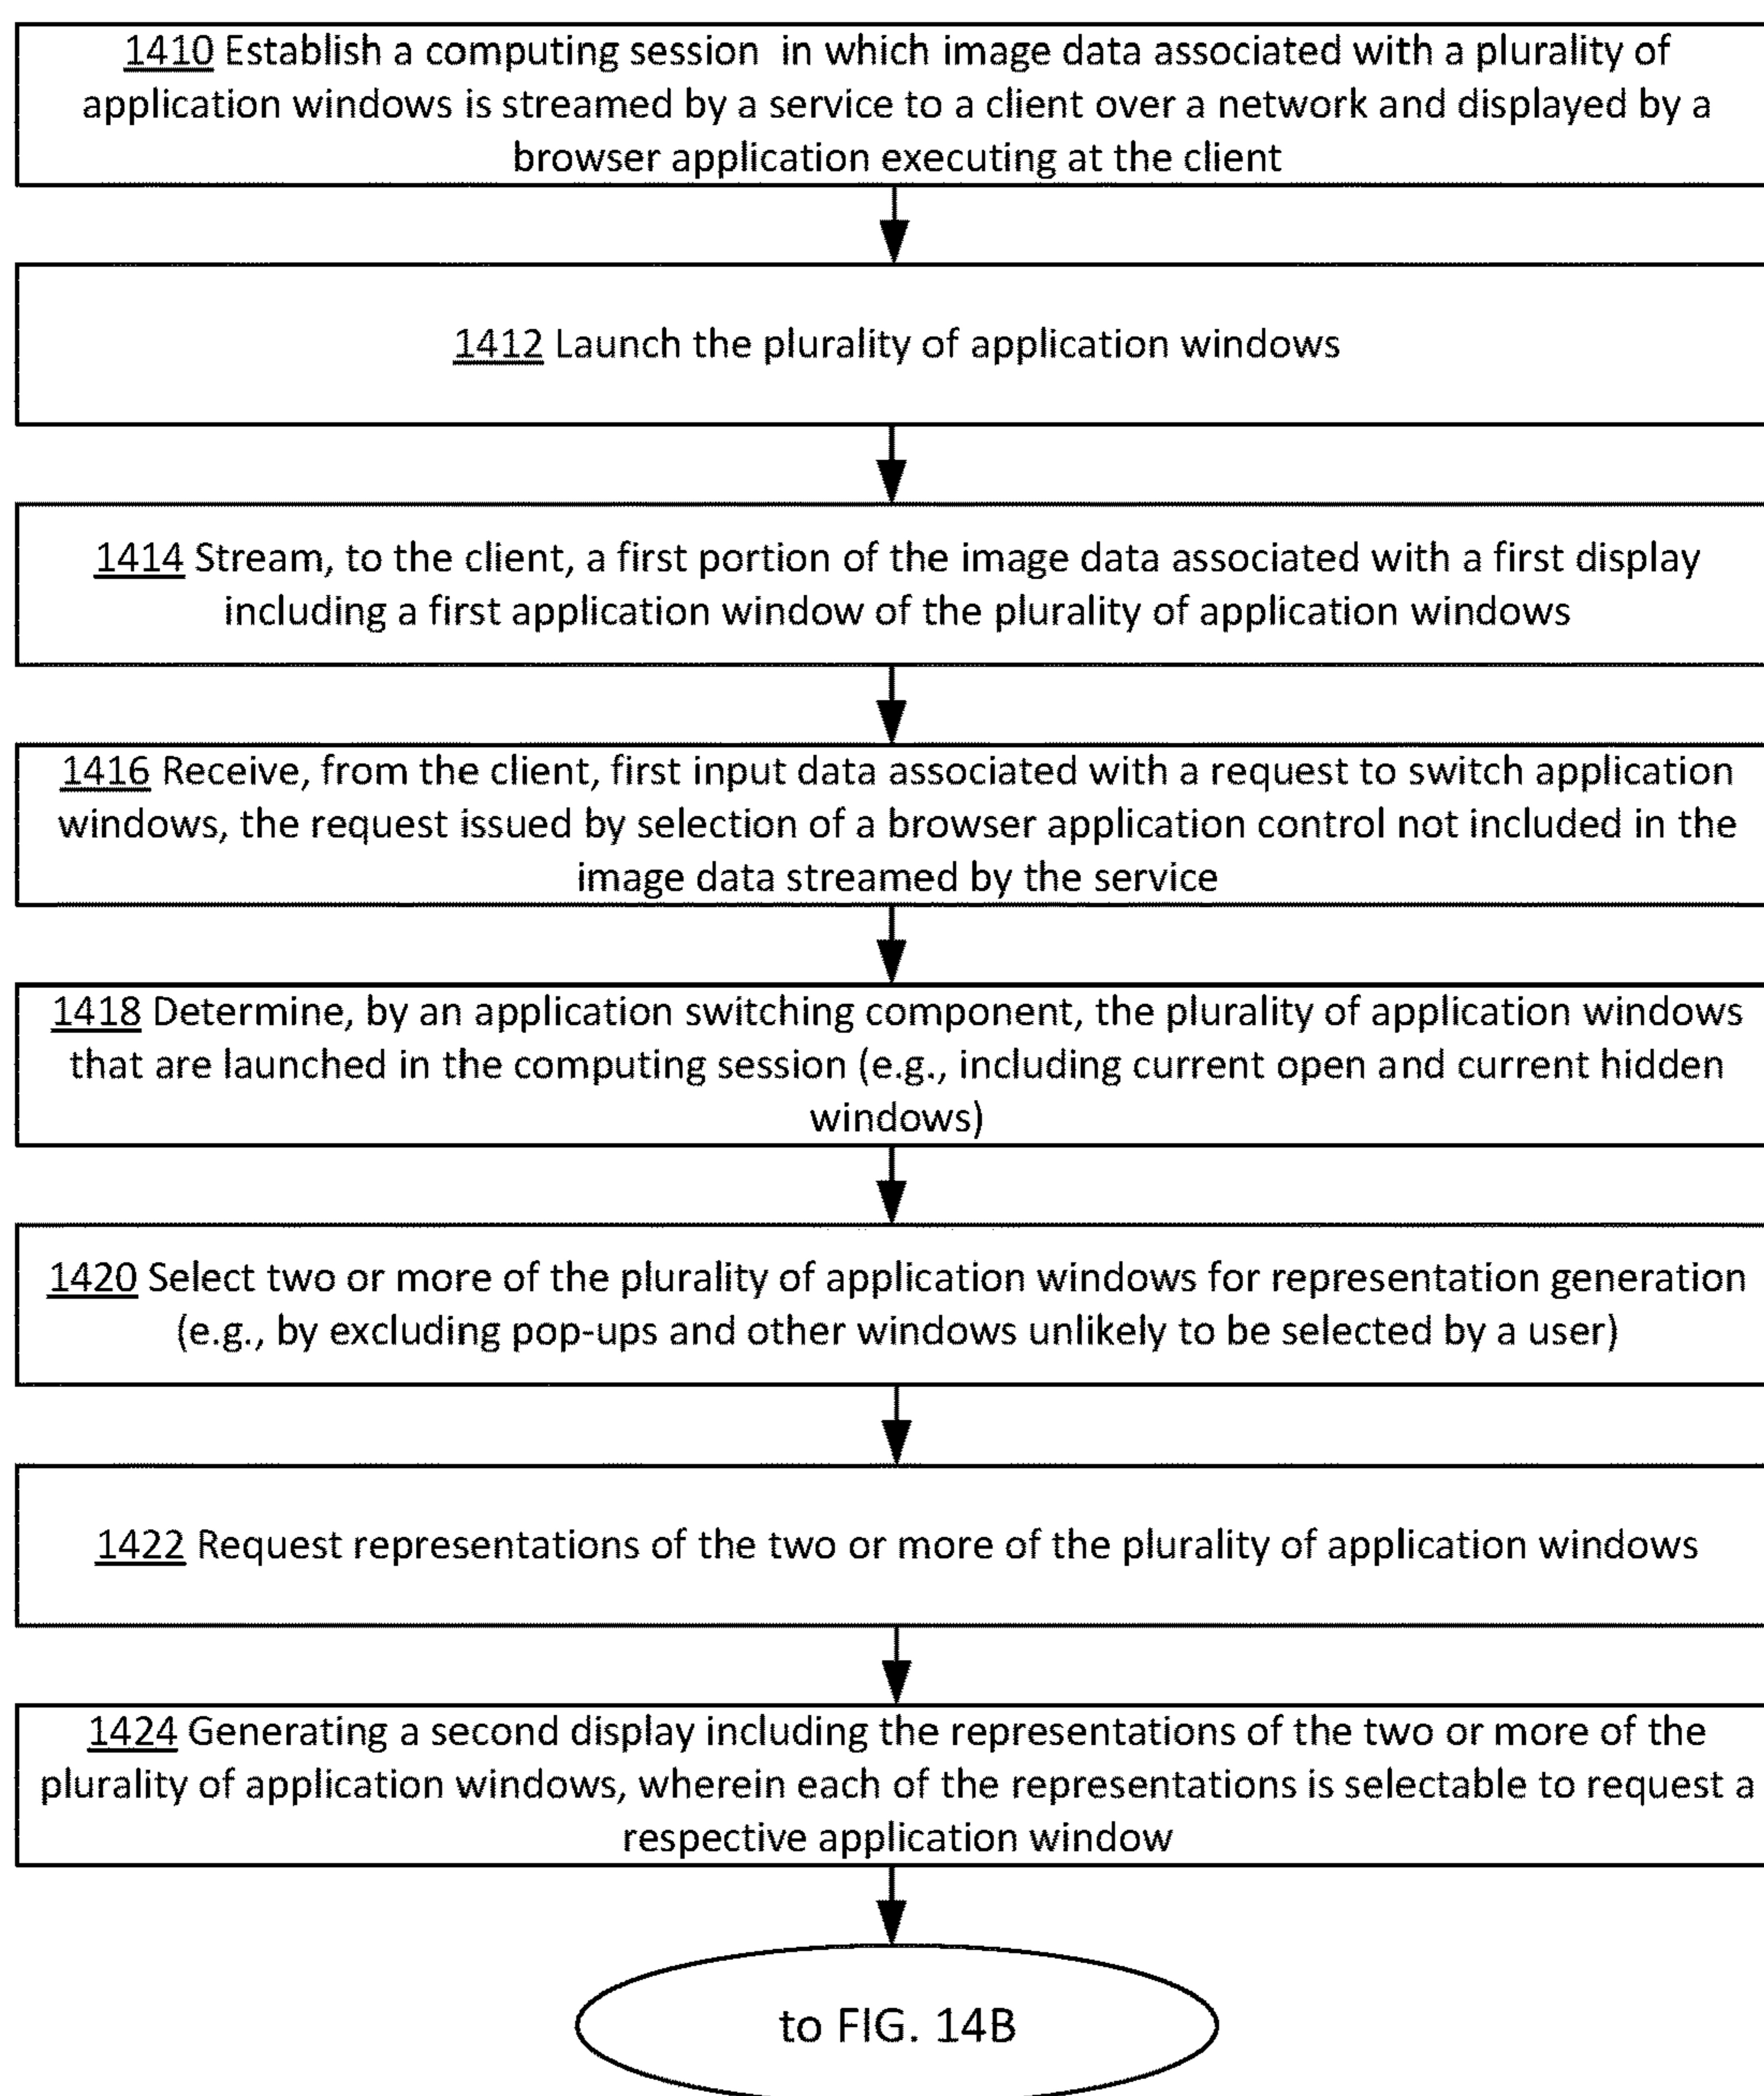 1410 Establish a computing session in which image data associated with a plurality of
application windows is streamed by a service to a client over a network and displayed by a
browser application executing at the client
1412 Launch the plurality of application windows
1414 Stream, to the client, a first portion of the image data associated with a first display
including a first application window of the plurality of application windows
1416 Receive, from the client, first input data associated with a request to switch application
windows, the request issued by selection of a browser application control not included in the
image data streamed by the service
1418 Determine, by an application switching component, the plurality of application windows
that are launched in the computing session (e.g., including current open and current hidden
windows)
1420 Select two or more of the plurality of application windows for representation generation
(e.g., by excluding pop-ups and other windows unlikely to be selected by a user)
1422 Request representations of the two or more of the plurality of application windows
1424 Generating a second display including the representations of the two or more of the
plurality of application windows, wherein each of the representations is selectable to request a
respective application window
to FIG. 14B